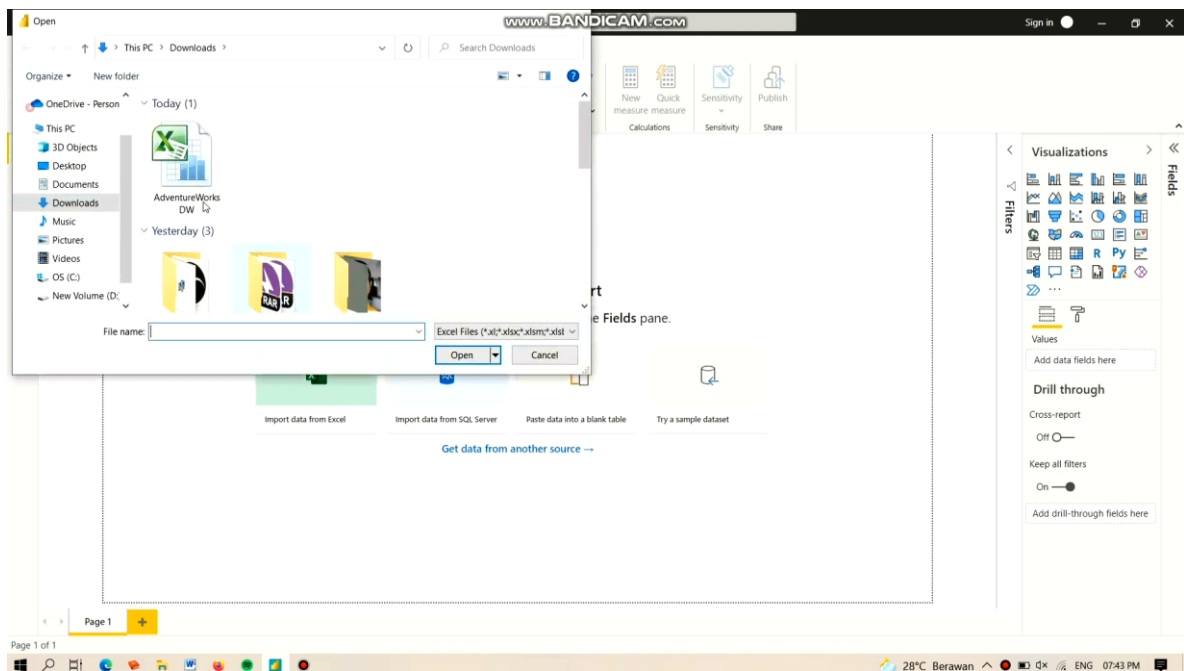 Open
www.BANDICAM.com
Sign in
This PC > Downloads >
Search Downloads
Organize
New folder
OneDrive - Person
This PC
3D Objects
Desktop
Documents
Downloads
Music
Pictures
Videos
OS (C:)
New Volume (D:
Today (1)
AdventureWorks
DW
Yesterday (3)
RAR
File name:
Excel Files (*.xl;*.xlsx;*.xlsm;*.xlsl
Open
Cancel
New
measure
Quick
measure
Calculations
Sensitivity
Sensitivity
Publish
Share
rt
e Fields pane.
Import data from Excel
Import data from SQL Server
Paste data into a blank table
Try a sample dataset
Get data from another source →
Filters
Visualizations
Fields
R
Py
Values
Add data fields here
Drill through
Cross-report
Off
Keep all filters
On
Add drill-through fields here
Page 1
+
Page 1 of 1
28°C Berawan
ENG
07:43 PM